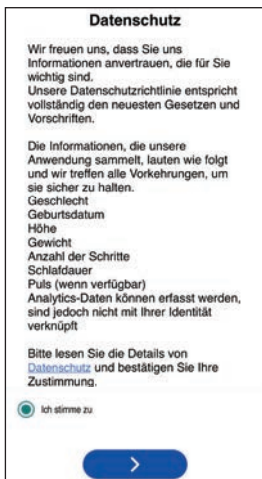 Datenschutz
Wir freuen uns, dass Sie uns
Informationen anvertrauen, die für Sie
wichtig sind.
Unsere Datenschutzrichtlinie entspricht
vollständig den neuesten Gesetzen und
Vorschriften.
Die Informationen, die unsere
Anwendung sammelt, lauten wie folgt
und wir treffen alle Vorkehrungen, um
sie sicher zu halten.
Geschlecht
Geburtsdatum
Höhe
Gewicht
Anzahl der Schritte
Schlafdauer
Puls (wenn verfügbar)
Analytics-Daten können erfasst werden,
sind jedoch nicht mit Ihrer Identität
verknüpft
Bitte lesen Sie die Details von
Datenschutz und bestätigen Sie Ihre
Zustimmung.
Ich stimme zu